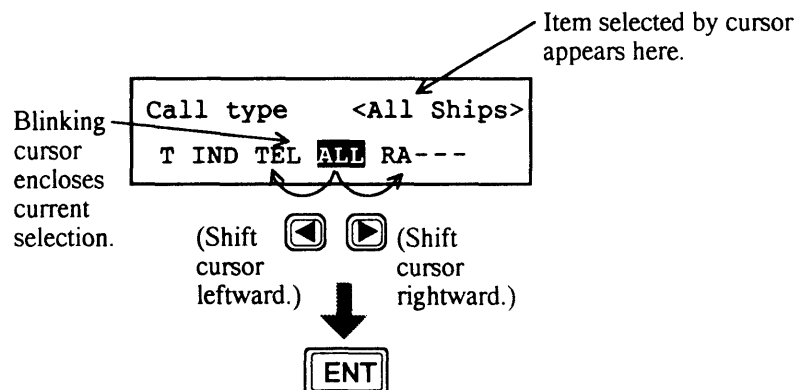 Item selected by cursor
appears here.
Call type <All Ships>
T IND TEL ALL RA---
Blinking
cursor
encloses
current
selection.
(Shift
cursor
leftward.)
(Shift
cursor
rightward.)
ENT